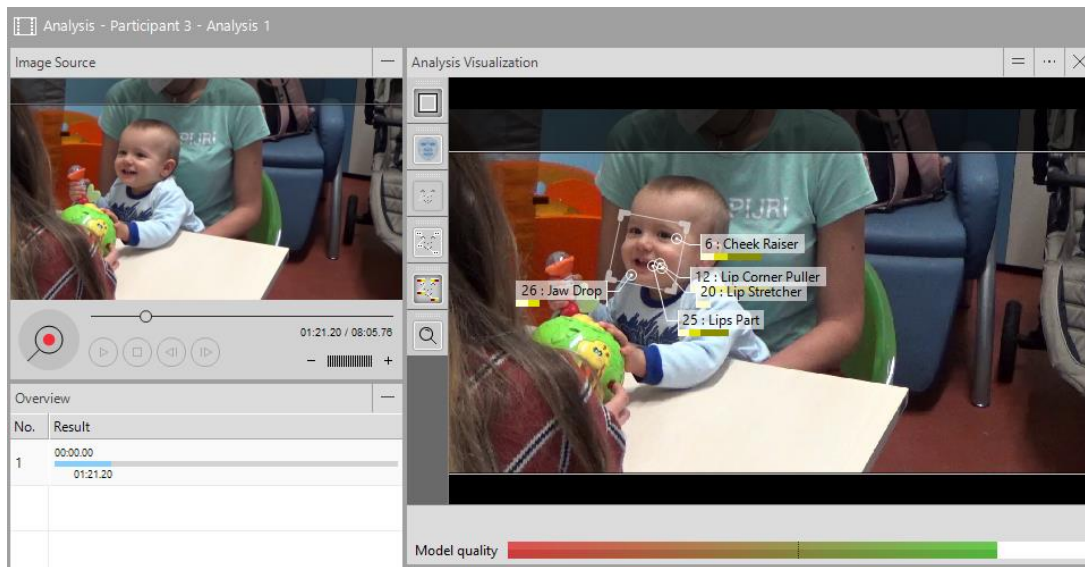 Analysis - Participant 3 - Analysis 1
Image Source
Analysis Visualization
PIJRI
PIJRI
6 : Cheek Raiser
12 : Lip Corner Puller
26 : Jaw Drop
20 : Lip Stretcher
25 : Lips Part
01:21.20 / 08:05.76
Overview
No. Result
1
00:00.00
01:21.20
Model quality